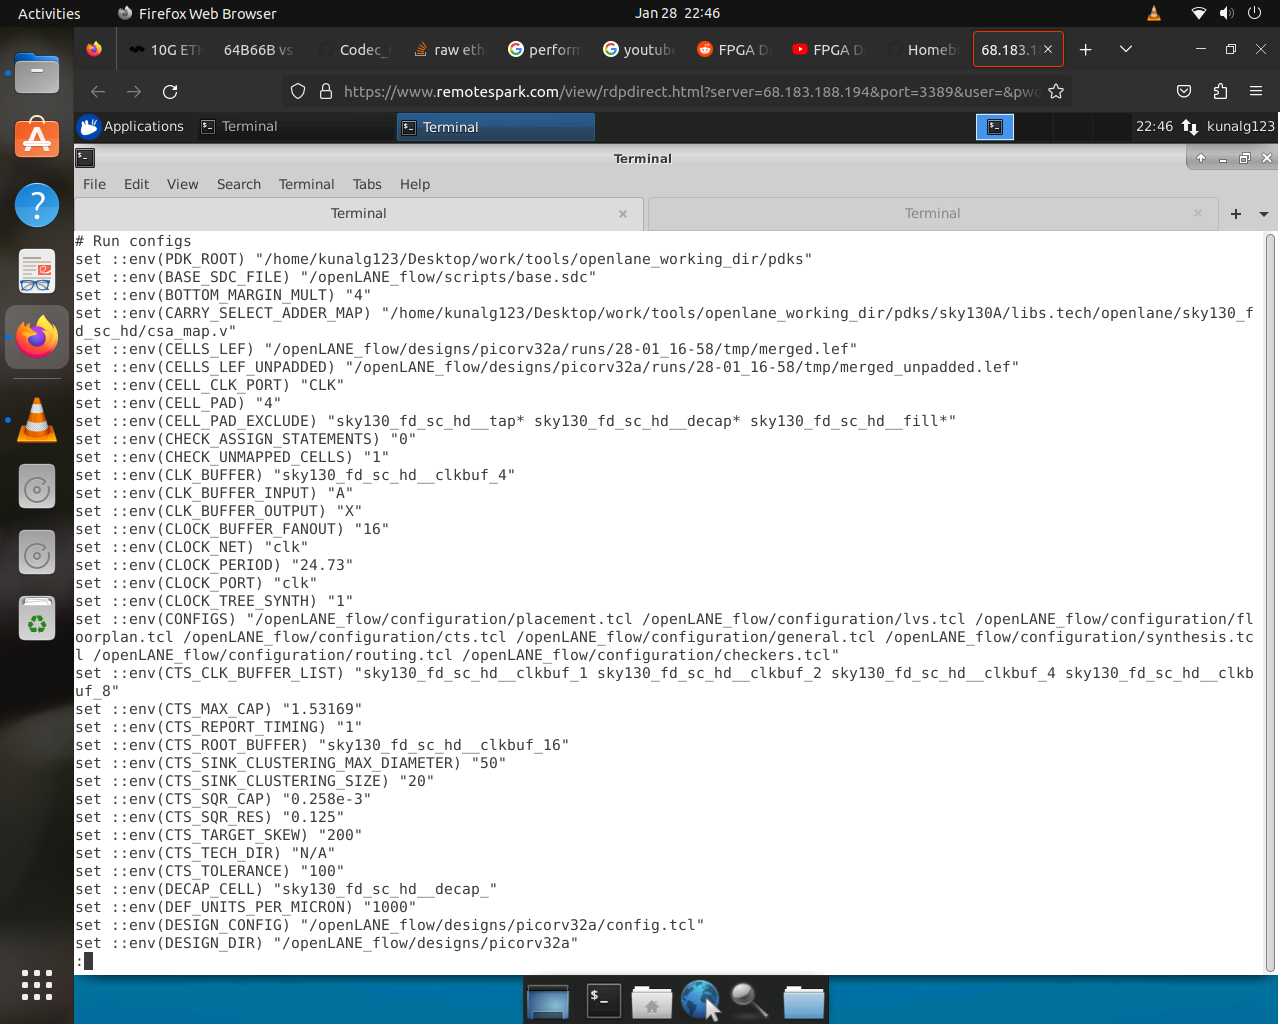 Activities
Firefox Web Browser
Jan 28 22:46
10G ET
64B66B vs
Codec_
raw eth
perform
youtube
FPGA D
FPGA D
Homeb
68.183.1
https://www.remotespark.com/view/rdpdirect.html?server=68.183.188.194&port=3389&user=&pwd
Applications
Terminal
Terminal
22:46
kunalg123
Terminal
File Edit View Search Terminal Tabs Help
Terminal
Terminal
# Run configs
set ::env(PDK_ROOT) "/home/kunalg123/Desktop/work/tools/openlane_working_dir/pdks"
set ::env(BASE_SDC_FILE) "/openLANE_flow/scripts/base.sdc"
set ::env(BOTTOM_MARGIN_MULT) "4"
set ::env(CARRY_SELECT_ADDER_MAP) "/home/kunalg123/Desktop/work/tools/openlane_working_dir/pdks/sky130A/libs.tech/openlane/sky130_f
d_sc_hd/csa_map.v"
set ::env(CELLS_LEF) "/openLANE_flow/designs/picorv32a/runs/28-01_16-58/tmp/merged.lef"
set ::env(CELLS_LEF_UNPADDED) "/openLANE_flow/designs/picorv32a/runs/28-01_16-58/tmp/merged_unpadded.lef"
set ::env(CELL_CLK_PORT) "CLK"
set ::env(CELL_PAD) "4"
set ::env(CELL_PAD_EXCLUDE) "sky130_fd_sc_hd__tap* sky130_fd_sc_hd__decap* sky130_fd_sc_hd__fill*"
set ::env(CHECK_ASSIGN_STATEMENTS) "0"
set ::env(CHECK_UNMAPPED_CELLS) "1"
set ::env(CLK_BUFFER) "sky130_fd_sc_hd__clkbuf_4"
set ::env(CLK_BUFFER_INPUT) "A"
set ::env(CLK_BUFFER_OUTPUT) "X"
set ::env(CLOCK_BUFFER_FANOUT) "16"
set ::env(CLOCK_NET) "clk"
set ::env(CLOCK_PERIOD) "24.73"
set ::env(CLOCK_PORT) "clk"
set ::env(CLOCK_TREE_SYNTH) "1"
set ::env(CONFIGS) "/openLANE_flow/configuration/placement.tcl /openLANE_flow/configuration/lvs.tcl /openLANE_flow/configuration/fl
oorplan.tcl /openLANE_flow/configuration/cts.tcl /openLANE_flow/configuration/general.tcl /openLANE_flow/configuration/synthesis.tc
l /openLANE_flow/configuration/routing.tcl /openLANE_flow/configuration/checkers.tcl"
set ::env(CTS_CLK_BUFFER_LIST) "sky130_fd_sc_hd__clkbuf_1 sky130_fd_sc_hd__clkbuf_2 sky130_fd_sc_hd__clkbuf_4 sky130_fd_sc_hd__clkb
uf_8"
set ::env(CTS_MAX_CAP) "1.53169"
set ::env(CTS_REPORT_TIMING) "1"
set ::env(CTS_ROOT_BUFFER) "sky130_fd_sc_hd__clkbuf_16"
set ::env(CTS_SINK_CLUSTERING_MAX_DIAMETER) "50"
set ::env(CTS_SINK_CLUSTERING_SIZE) "20"
set ::env(CTS_SQR_CAP) "0.258e-3"
set ::env(CTS_SQR_RES) "0.125"
set ::env(CTS_TARGET_SKEW) "200"
set ::env(CTS_TECH_DIR) "N/A"
set ::env(CTS_TOLERANCE) "100"
set ::env(DECAP_CELL) "sky130_fd_sc_hd__decap_"
set ::env(DEF_UNITS_PER_MICRON) "1000"
set ::env(DESIGN_CONFIG) "/openLANE_flow/designs/picorv32a/config.tcl"
set ::env(DESIGN_DIR) "/openLANE_flow/designs/picorv32a"
: